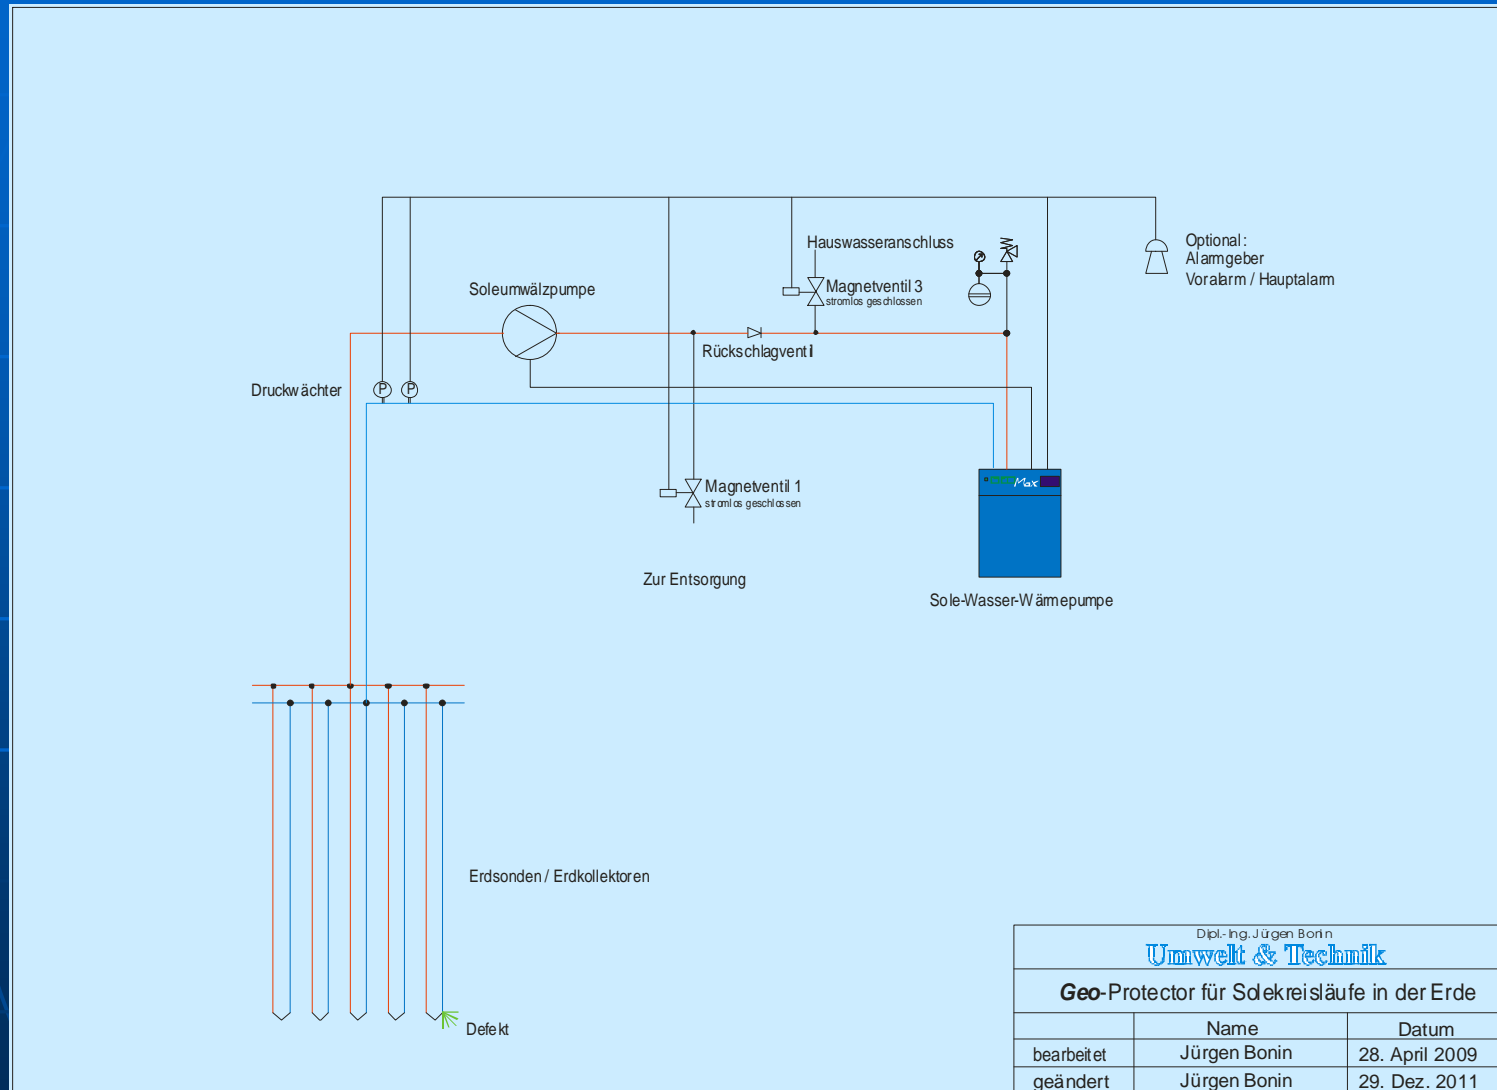 Hauswasseranschluss
Optional:
Alarmgeber
Voralarm / Hauptalarm
Soleumwälzpumpe
Magnetventil 3
stromlos geschlossen
Rückschlagventil
Druckwächter
P
P
Magnetventil 1
stromlos geschlossen
Max
Zur Entsorgung
Sole-Wasser-Wärmepumpe
Erdsonden / Erdkollektoren
Defekt
Dipl.-Ing. Jürgen Bonin
Umwelt & Technik
Geo-Protector für Solekreisläufe in der Erde
Name Datum
bearbeitet Jürgen Bonin 28. April 2009
geändert Jürgen Bonin 29. Dez. 2011